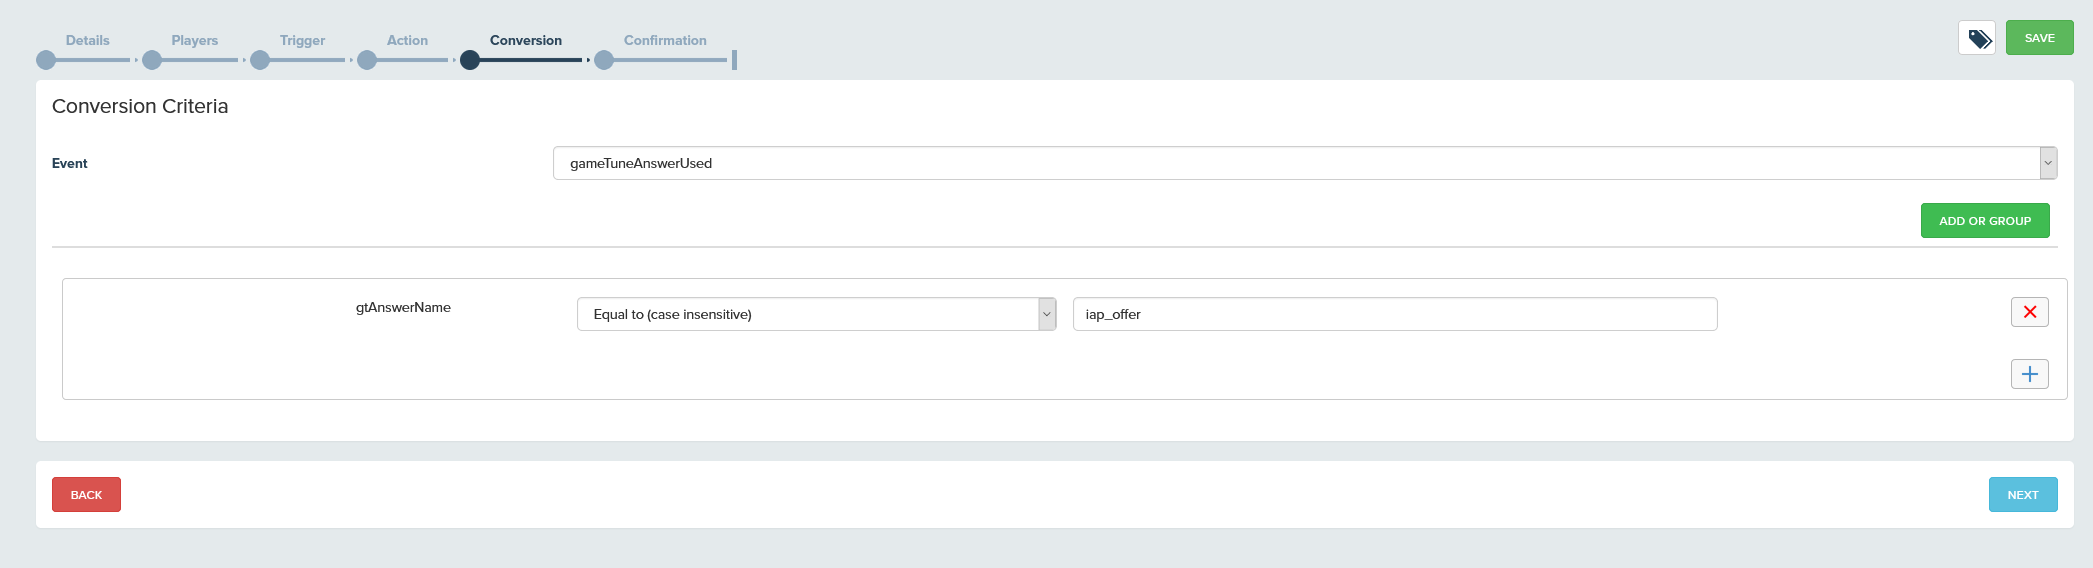 Details Players Trigger Action Conversion Confirmation
SAVE
Conversion Criteria
Event gameTuneAnswerUsed
ADD OR GROUP
gtAnswerName Equal to (case insensitive) iap_offer
BACK NEXT